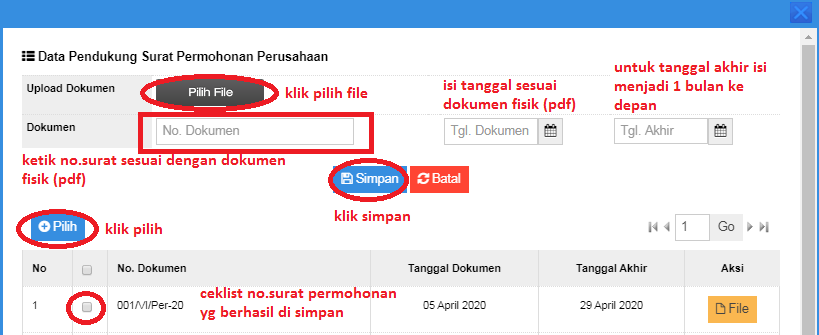 Data Pendukung Surat Permohonan Perusahaan
Upload Dokumen
Pilih File
klik pilih file
isi tanggal sesuai
dokumen fisik (pdf)
untuk tanggal akhir isi
menjadi 1 bulan ke
depan
Dokumen
No. Dokumen
Tgl. Dokumen
Tgl. Akhir
ketik no.surat sesuai dengan dokumen
fisik (pdf)
Simpan
Batal
klik simpan
Pilih
klik pilih
1
Go
No
No. Dokumen
Tanggal Dokumen
Tanggal Akhir
Aksi
1
001/VI/Per-20
ceklist no.surat permohonan
yg berhasil di simpan
05 April 2020
29 April 2020
File